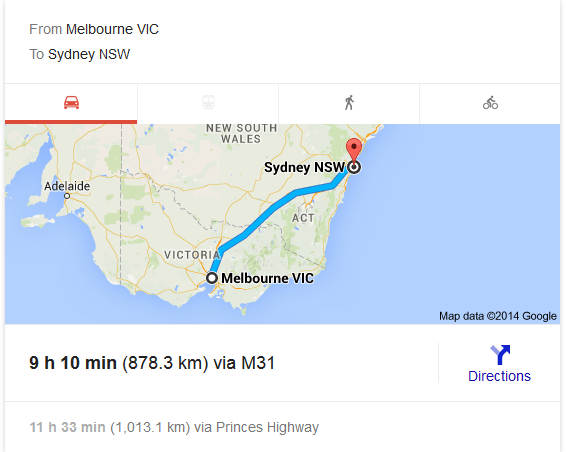 From Melbourne VIC
To Sydney NSW
NEW SOUTH
WALES
Sydney NSW
Adelaide
ACT
VICTORIA
Melbourne VIC
Map data ©2014 Google
9 h 10 min (878.3 km) via M31
Directions
11 h 33 min (1,013.1 km) via Princes Highway